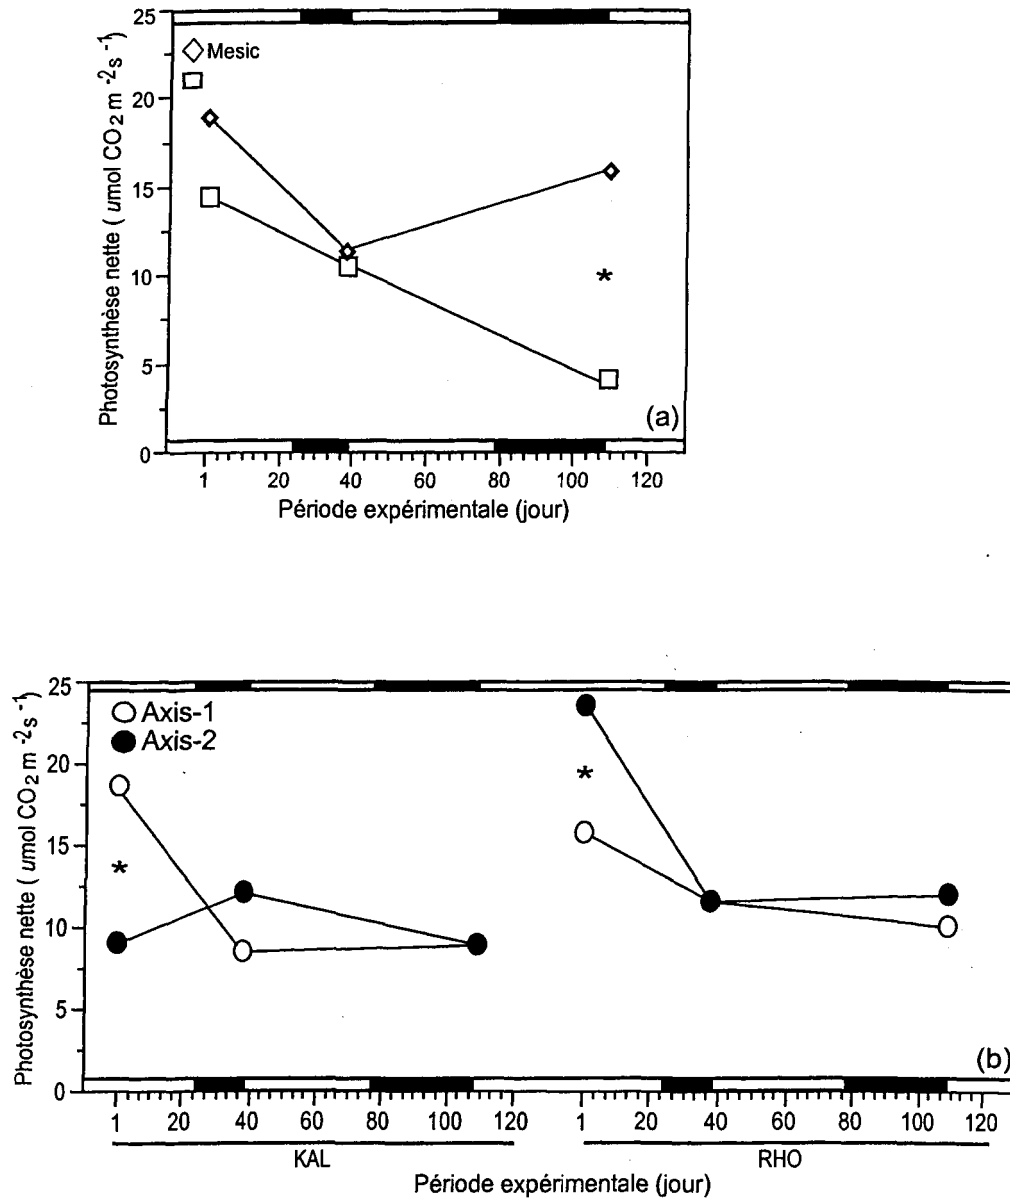 25
20
15
10
5
0
Photosynthèse nette ( umol CO2 m -2s -1)
Mesic
*
(a)
1 20 40 60 80 100 120
Période expérimentale (jour)
25
20
15
10
5
0
Photosynthèse nette ( umol CO2 m -2s -1)
Axis-1
Axis-2
*
*
(b)
1 20 40 60 80 100 120 1 20 40 60 80 100 120
KAL RHO
Période expérimentale (jour)